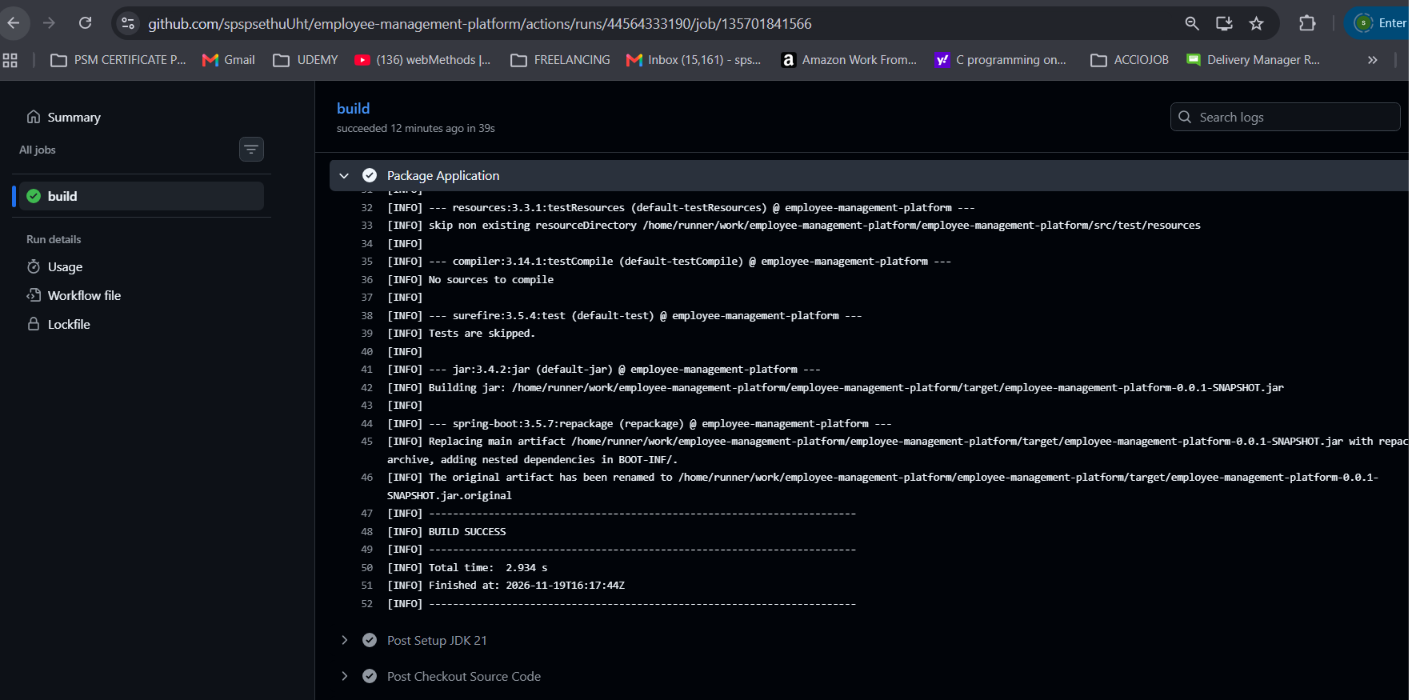 github.com/spspsethuUht/employee-management-platform/actions/runs/44564333190/job/135701841566
Enter
PSM CERTIFICATE P...
Gmail
UDEMY
(136) webMethods |...
FREELANCING
Inbox (15,161) - sps...
Amazon Work From...
C programming on...
ACCIOJOB
Delivery Manager R...
»
Summary
All jobs
build
Run details
Usage
Workflow file
Lockfile
build
succeeded 12 minutes ago in 39s
Search logs
Package Application
31 [INFO]
32 [INFO] --- resources:3.3.1:testResources (default-testResources) @ employee-management-platform ---
33 [INFO] skip non existing resourceDirectory /home/runner/work/employee-management-platform/employee-management-platform/src/test/resources
34 [INFO]
35 [INFO] --- compiler:3.14.1:testCompile (default-testCompile) @ employee-management-platform ---
36 [INFO] No sources to compile
37 [INFO]
38 [INFO] --- surefire:3.5.4:test (default-test) @ employee-management-platform ---
39 [INFO] Tests are skipped.
40 [INFO]
41 [INFO] --- jar:3.4.2:jar (default-jar) @ employee-management-platform ---
42 [INFO] Building jar: /home/runner/work/employee-management-platform/employee-management-platform/target/employee-management-platform-0.0.1-SNAPSHOT.jar
43 [INFO]
44 [INFO] --- spring-boot:3.5.7:repackage (repackage) @ employee-management-platform ---
45 [INFO] Replacing main artifact /home/runner/work/employee-management-platform/employee-management-platform/target/employee-management-platform-0.0.1-SNAPSHOT.jar with repac
archive, adding nested dependencies in BOOT-INF/.
46 [INFO] The original artifact has been renamed to /home/runner/work/employee-management-platform/employee-management-platform/target/employee-management-platform-0.0.1-
SNAPSHOT.jar.original
47 [INFO] ------------------------------------------------------------------------
48 [INFO] BUILD SUCCESS
49 [INFO] ------------------------------------------------------------------------
50 [INFO] Total time:  2.934 s
51 [INFO] Finished at: 2026-11-19T16:17:44Z
52 [INFO] ------------------------------------------------------------------------
Post Setup JDK 21
Post Checkout Source Code